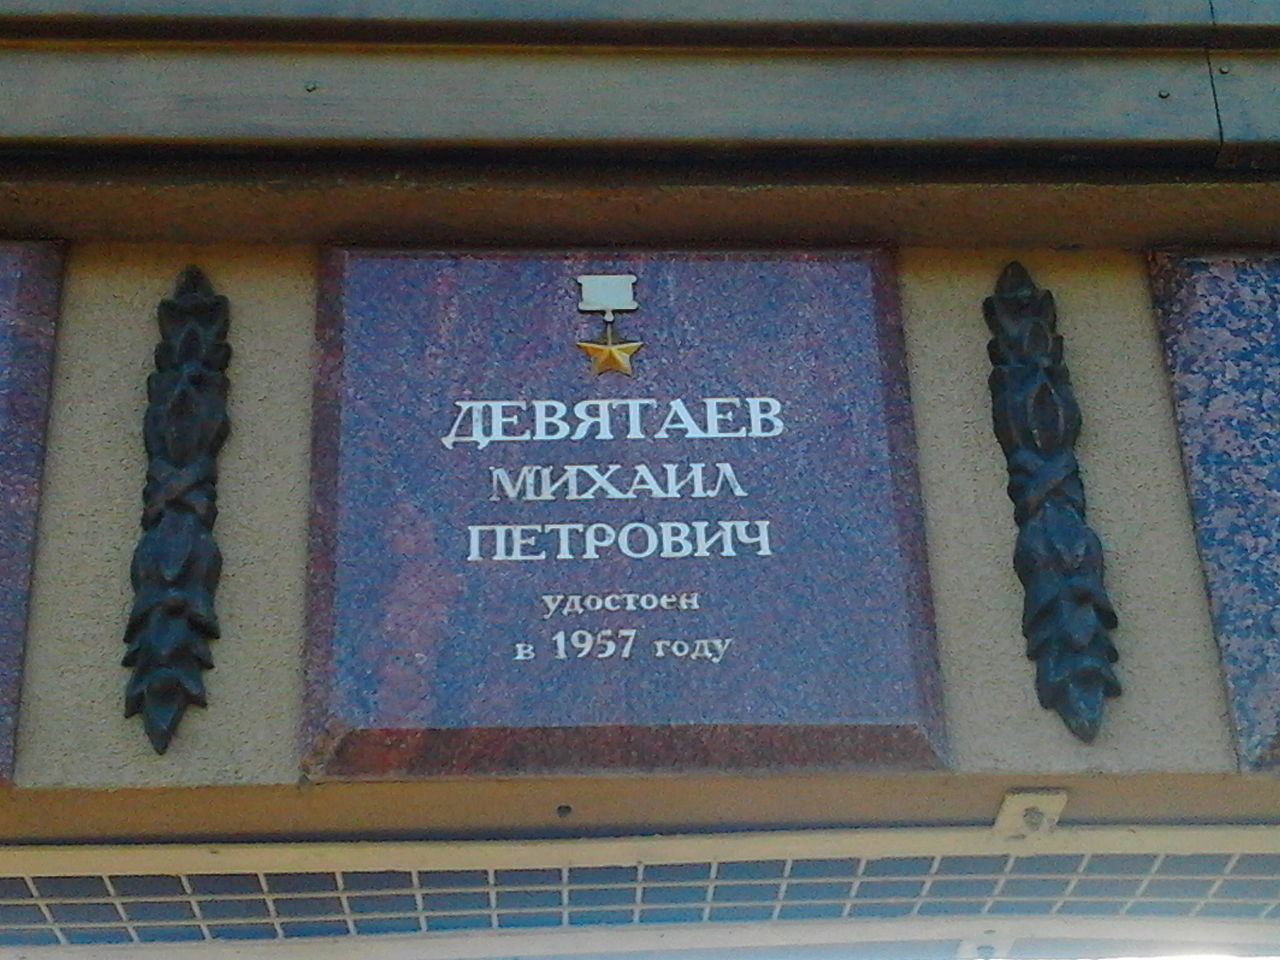 ДЕВЯТАЕВ
МИХАИЛ
ПЕТРОВИЧ
удостоен
в 1957 году